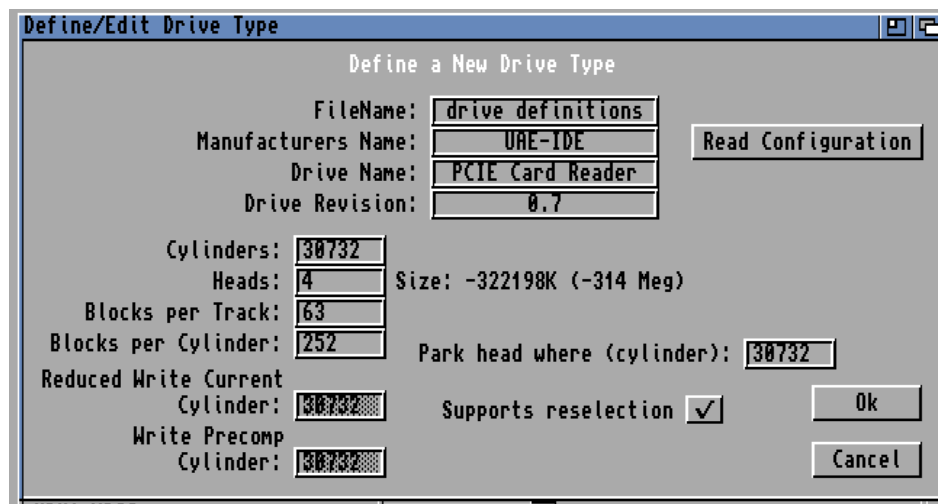 Define/Edit Drive Type
Define a New Drive Type
FileName: drive definitions
Manufacturers Name: UAE-IDE
Read Configuration
Drive Name: PCIE Card Reader
Drive Revision: 0.7
Cylinders: 30732
Heads: 4 Size: -322198K (-314 Meg)
Blocks per Track: 63
Blocks per Cylinder: 252
Park head where (cylinder): 30732
Reduced Write Current
Cylinder: 30732
Supports reselection ✓
Ok
Write Precomp
Cylinder: 30732
Cancel